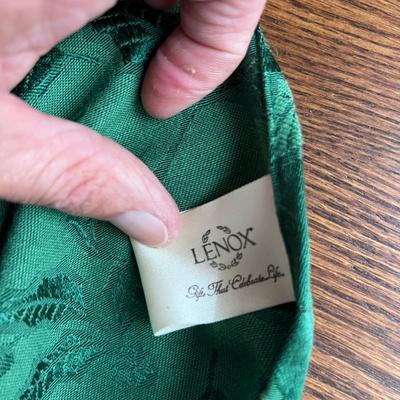 LENOX
Gifts That Celebrate Life.